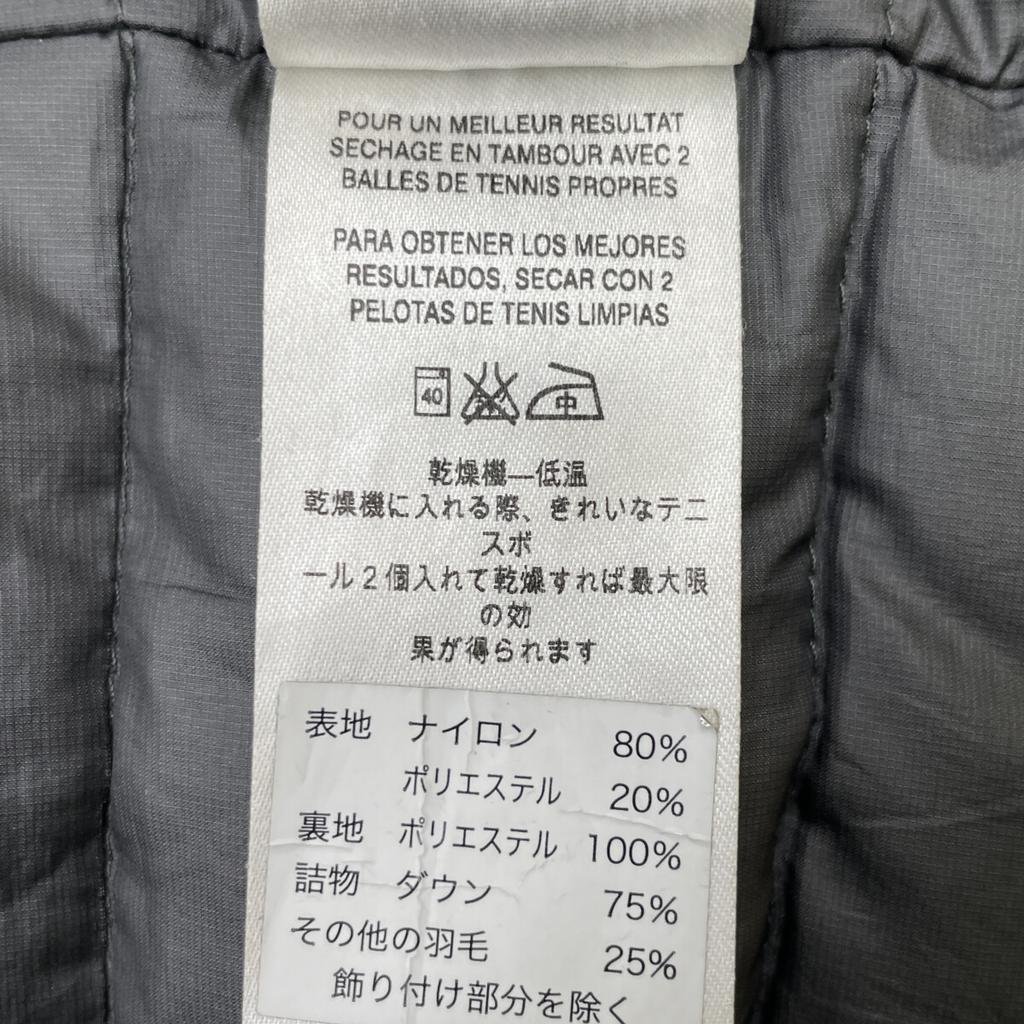 POUR UN MEILLEUR RESULTAT
SECHAGE EN TAMBOUR AVEC 2
BALLES DE TENNIS PROPRES
PARA OBTENER LOS MEJORES
RESULTADOS, SECAR CON 2
PELOTAS DE TENIS LIMPIAS
40 中
乾燥機—低温
乾燥機に入れる際、きれいなテニ
スボ
ール2個入れて乾燥すれば最大限
の効
果が得られます
表地 ナイロン 80%
ポリエステル 20%
裏地 ポリエステル 100%
詰物 ダウン 75%
その他の羽毛 25%
飾り付け部分を除く